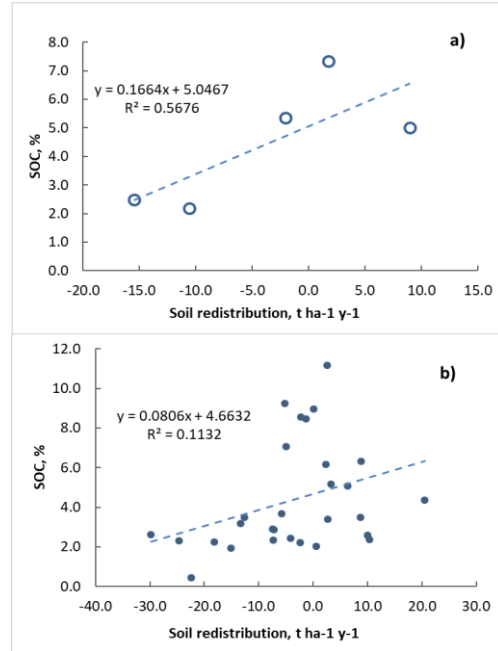 a)
8.0
7.0
y = 0.1664x + 5.0467
R² = 0.5676
6.0
5.0
SOC, %
4.0
3.0
2.0
1.0
0.0
-20.0 -15.0 -10.0 -5.0 0.0 5.0 10.0 15.0
Soil redistribution, t ha-1 y-1
12.0
b)
10.0
y = 0.0806x + 4.6632
R² = 0.1132
8.0
SOC, %
6.0
4.0
2.0
0.0
-40.0 -30.0 -20.0 -10.0 0.0 10.0 20.0 30.0
Soil redistribution, t ha-1 y-1